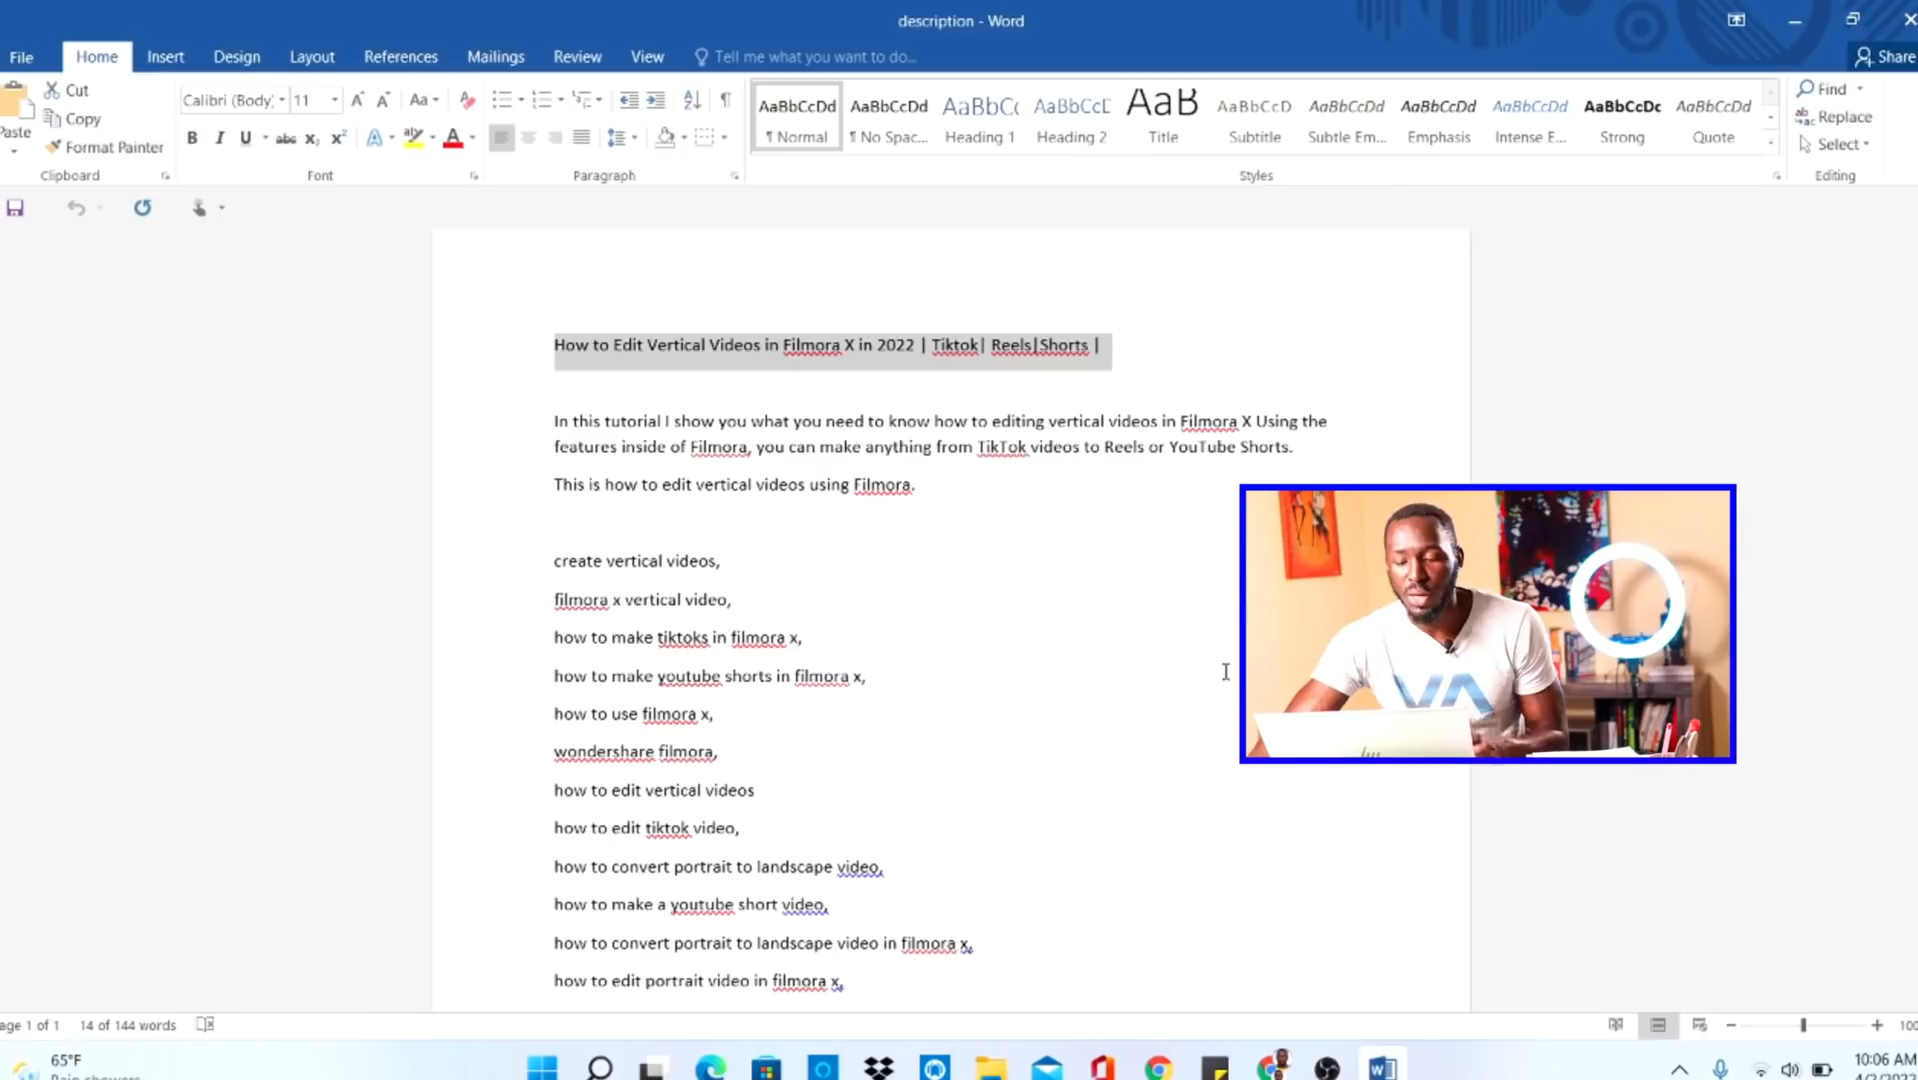 description - Word
File Home Insert Design Layout References Mailings Review View Tell me what you want to do...
Share
Cut
Copy
Paste
Format Painter
Clipboard
Calibri (Body) 11
Font
Paragraph
AaBbCcDd AaBbCcDd AaBbC AaBbCcD AaB AaBbCcD AaBbCcDd AaBbCcDd AaBbCcDd AaBbCcDc AaBbCcDd
¶ Normal ¶ No Spac... Heading 1 Heading 2 Title Subtitle Subtle Em... Emphasis Intense E... Strong Quote
Styles
Find
Replace
Select
Editing
How to Edit Vertical Videos in Filmora X in 2022 | Tiktok| Reels|Shorts |
In this tutorial I show you what you need to know how to editing vertical videos in Filmora X Using the
features inside of Filmora, you can make anything from TikTok videos to Reels or YouTube Shorts.
This is how to edit vertical videos using Filmora.
create vertical videos,
filmora x vertical video,
how to make tiktoks in filmora x,
how to make youtube shorts in filmora x,
how to use filmora x,
wondershare filmora,
how to edit vertical videos
how to edit tiktok video,
how to convert portrait to landscape video,
how to make a youtube short video,
how to convert portrait to landscape video in filmora x,
how to edit portrait video in filmora x,
VA
age 1 of 1 14 of 144 words
100
65°F
Rain showers
10:06 AM